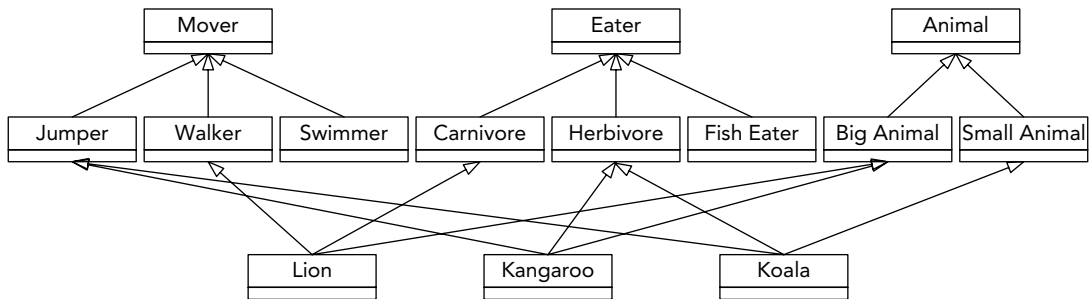 Mover
Eater
Animal
Jumper
Walker
Swimmer
Carnivore
Herbivore
Fish Eater
Big Animal
Small Animal
Lion
Kangaroo
Koala